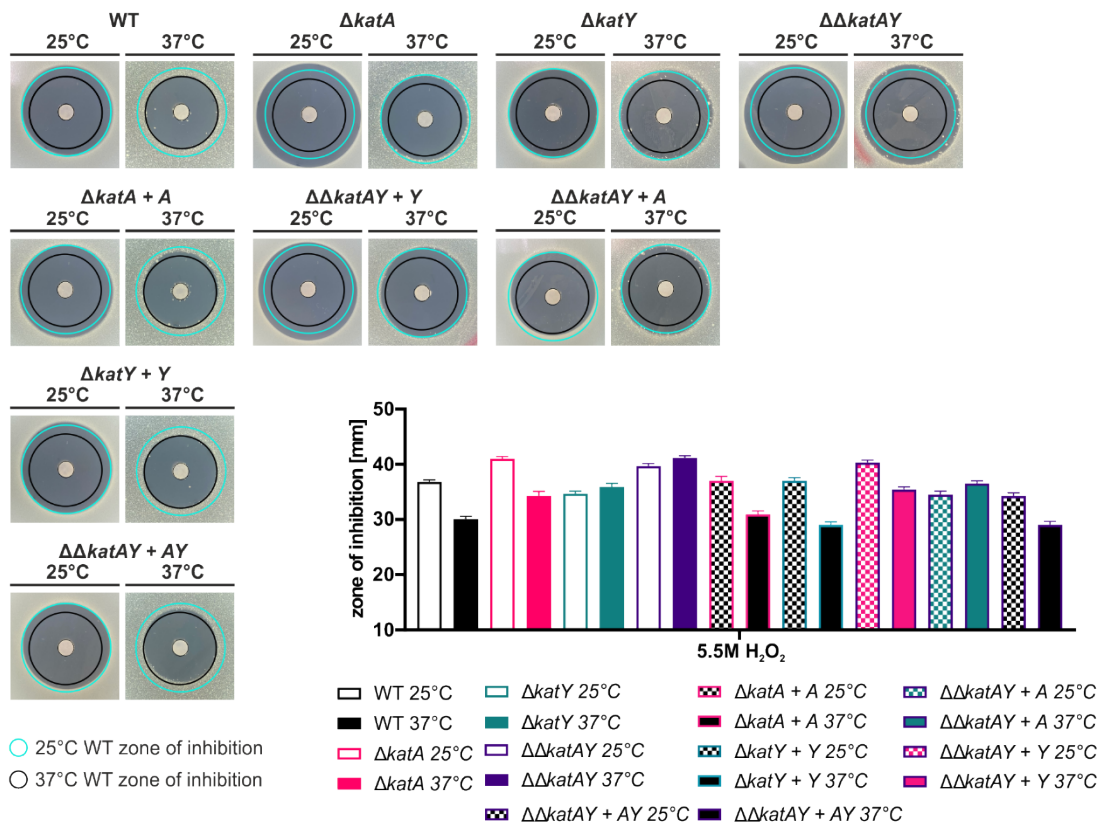 WT ΔkatA ΔkatY ΔΔkatAY
25°C 37°C 25°C 37°C 25°C 37°C 25°C 37°C
ΔkatA + A ΔΔkatAY + Y ΔΔkatAY + A
25°C 37°C 25°C 37°C 25°C 37°C
ΔkatY + Y
25°C 37°C
ΔΔkatAY + AY
25°C 37°C
25°C WT zone of inhibition
37°C WT zone of inhibition
zone of inhibition [mm]
50
40
30
20
10
5.5M H₂O₂
WT 25°C ΔkatY 25°C ΔkatA + A 25°C ΔΔkatAY + A 25°C
WT 37°C ΔkatY 37°C ΔkatA + A 37°C ΔΔkatAY + A 37°C
ΔkatA 25°C ΔΔkatAY 25°C ΔkatY + Y 25°C ΔΔkatAY + Y 25°C
ΔkatA 37°C ΔΔkatAY 37°C ΔkatY + Y 37°C ΔΔkatAY + Y 37°C
ΔΔkatAY + AY 25°C ΔΔkatAY + AY 37°C